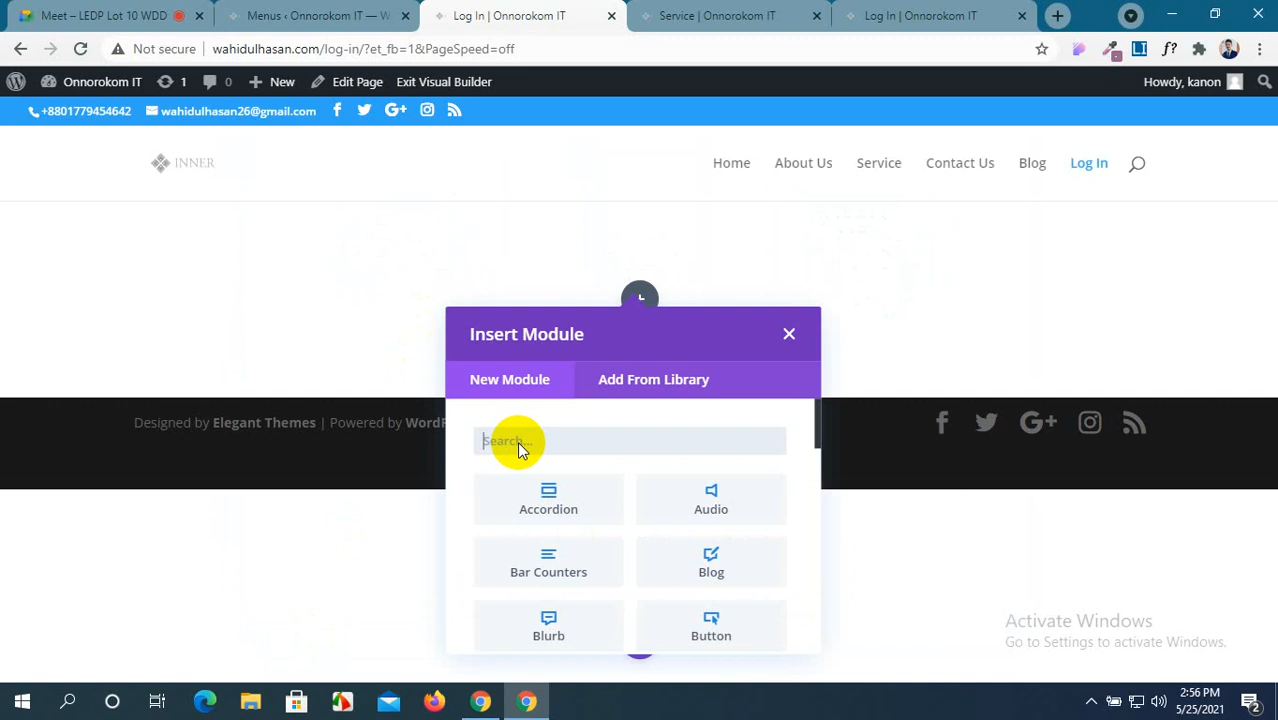 Meet – LEDP Lot 10 WDD
Menus ‹ Onnorokom IT — W
Log In | Onnorokom IT
Service | Onnorokom IT
Log In | Onnorokom IT
Not secure
wahidulhasan.com/log-in/?et_fb=1&PageSpeed=off
Onnorokom IT
1
0
New
Edit Page
Exit Visual Builder
Howdy, kanon
+8801779454642
wahidulhasan26@gmail.com
INNER
Home
About Us
Service
Contact Us
Blog
Log In
Insert Module
New Module
Add From Library
Designed by Elegant Themes | Powered by WordP
Search...
Accordion
Audio
Bar Counters
Blog
Blurb
Button
Activate Windows
Go to Settings to activate Windows.
2:56 PM
5/25/2021
2